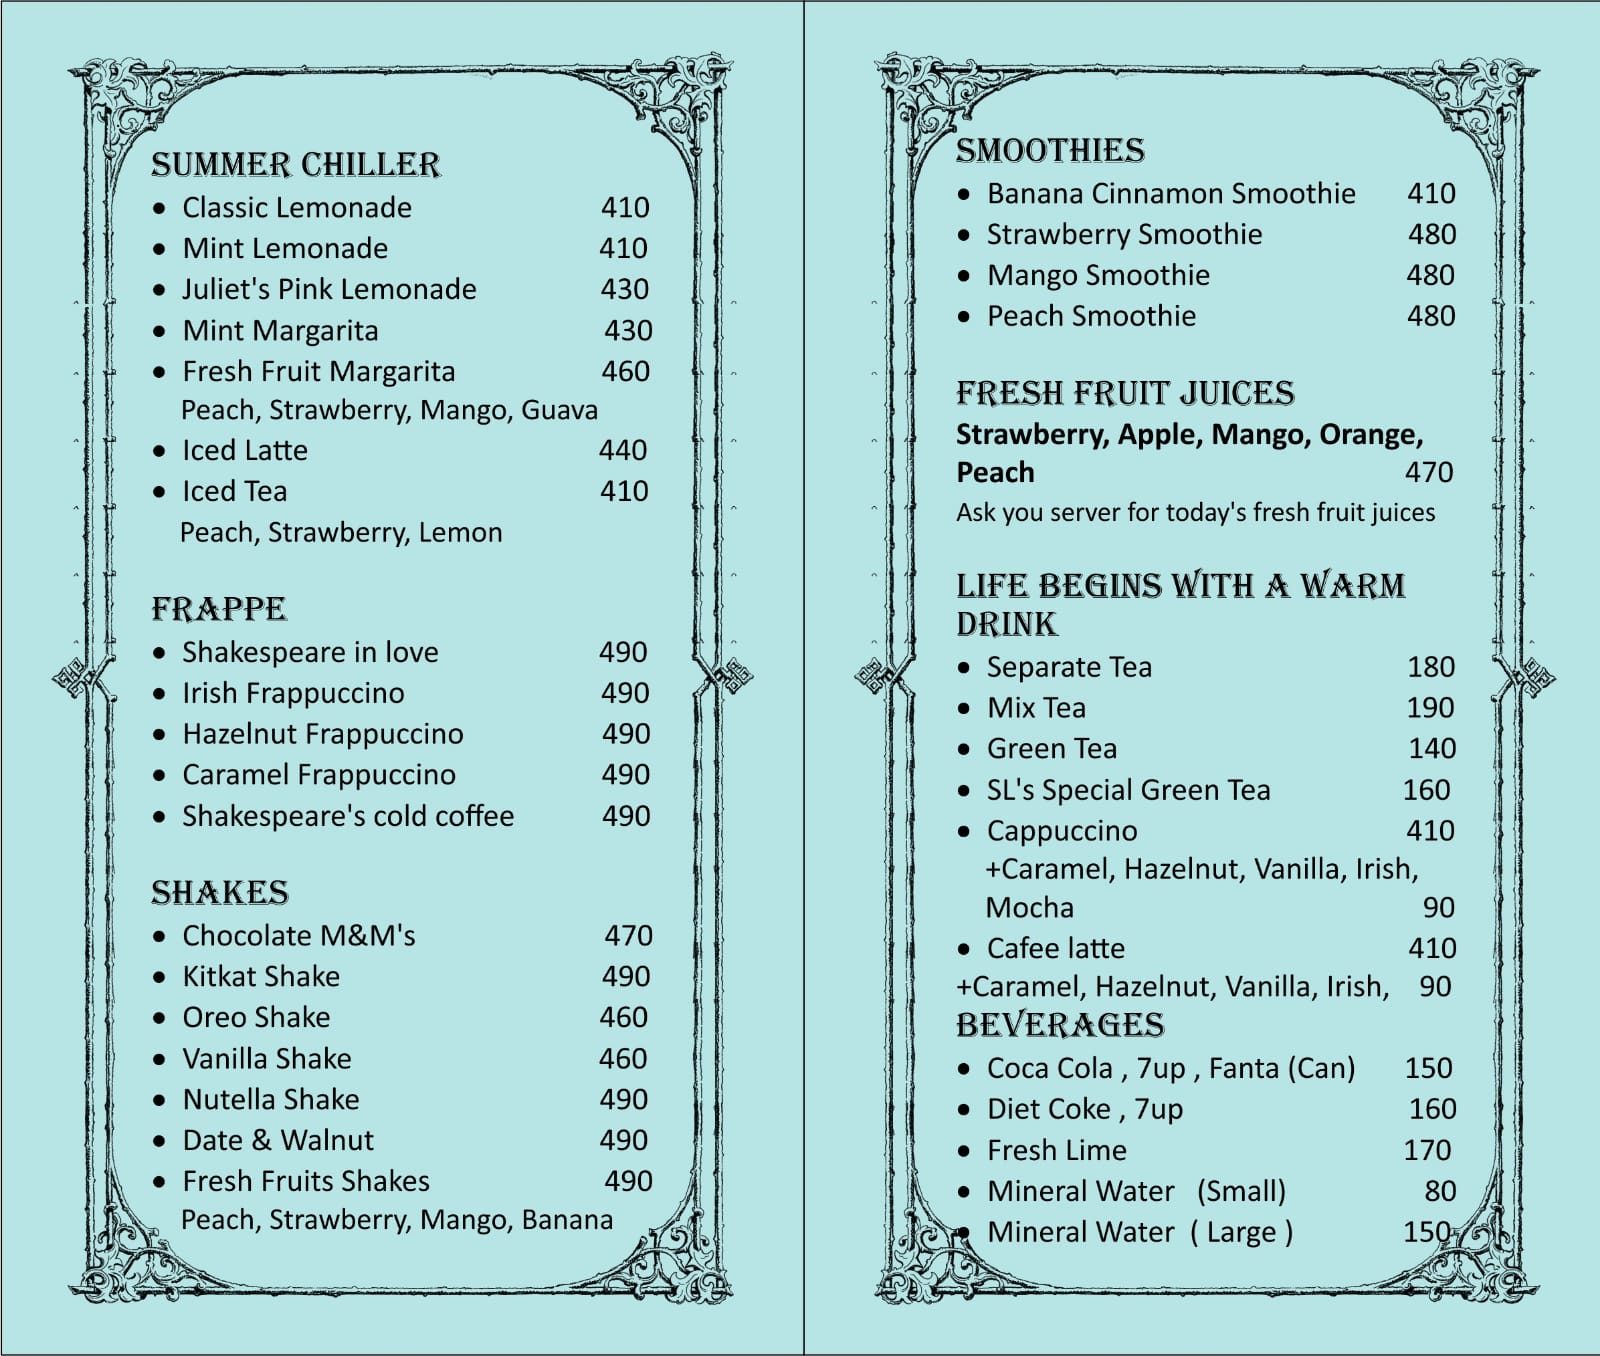 SUMMER CHILLER
• Classic Lemonade 410
• Mint Lemonade 410
• Juliet's Pink Lemonade 430
• Mint Margarita 430
• Fresh Fruit Margarita 460
Peach, Strawberry, Mango, Guava
• Iced Latte 440
• Iced Tea 410
Peach, Strawberry, Lemon
FRAPPE
• Shakespeare in love 490
• Irish Frappuccino 490
• Hazelnut Frappuccino 490
• Caramel Frappuccino 490
• Shakespeare's cold coffee 490
SHAKES
• Chocolate M&M's 470
• Kitkat Shake 490
• Oreo Shake 460
• Vanilla Shake 460
• Nutella Shake 490
• Date & Walnut 490
• Fresh Fruits Shakes 490
Peach, Strawberry, Mango, Banana
SMOOTHIES
• Banana Cinnamon Smoothie 410
• Strawberry Smoothie 480
• Mango Smoothie 480
• Peach Smoothie 480
FRESH FRUIT JUICES
Strawberry, Apple, Mango, Orange,
Peach 470
Ask you server for today's fresh fruit juices
LIFE BEGINS WITH A WARM
DRINK
• Separate Tea 180
• Mix Tea 190
• Green Tea 140
• SL's Special Green Tea 160
• Cappuccino 410
+Caramel, Hazelnut, Vanilla, Irish,
Mocha 90
• Cafee latte 410
+Caramel, Hazelnut, Vanilla, Irish, 90
BEVERAGES
• Coca Cola , 7up , Fanta (Can) 150
• Diet Coke , 7up 160
• Fresh Lime 170
• Mineral Water (Small) 80
• Mineral Water ( Large ) 150